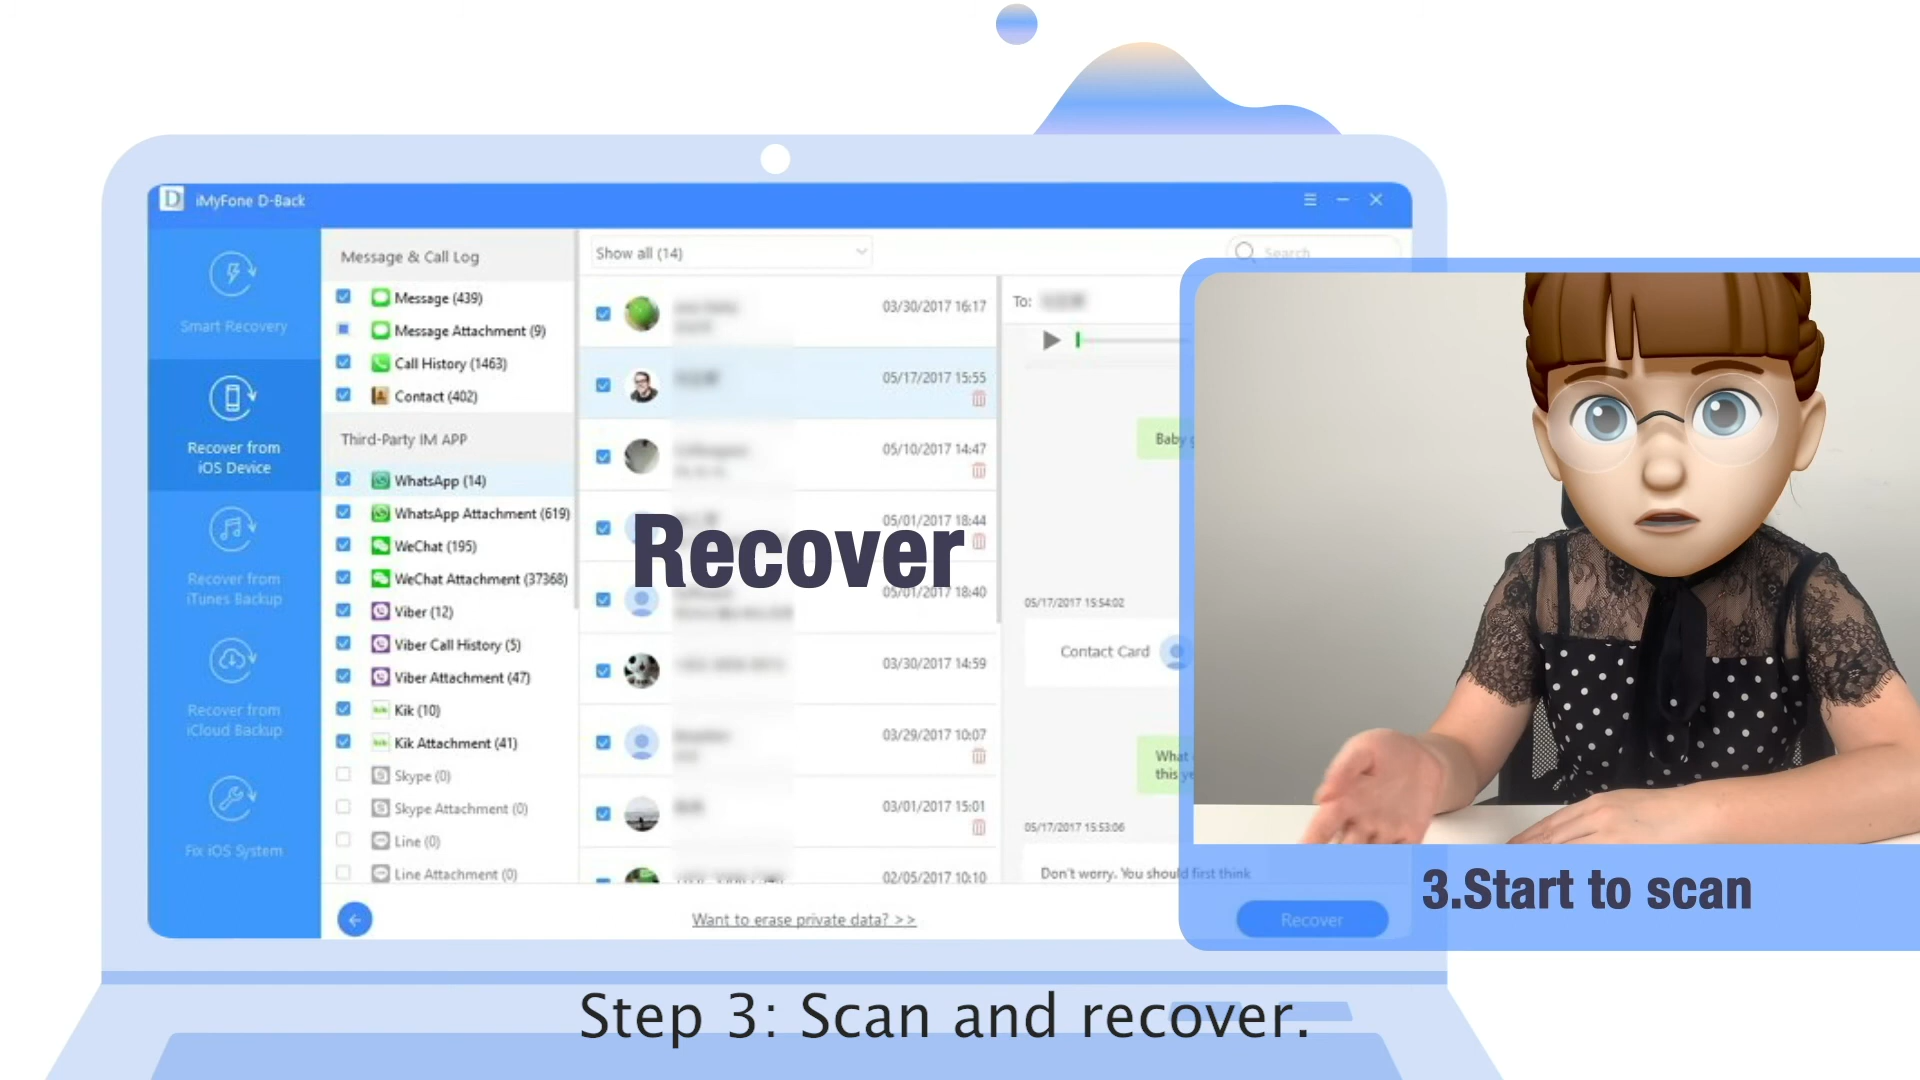 iMyFone D-Back
Smart Recovery
Recover from
iOS Device
Recover from
iTunes Backup
Recover from
iCloud Backup
Fix iOS System
Message & Call Log
Message (439)
Message Attachment (9)
Call History (1463)
Contact (402)
Third-Party IM APP
WhatsApp (14)
WhatsApp Attachment (619)
WeChat (195)
WeChat Attachment (37368)
Viber (12)
Viber Call History (5)
Viber Attachment (47)
Kik (10)
Kik Attachment (41)
Skype (0)
Skype Attachment (0)
Line (0)
Line Attachment (0)
Show all (14)
Search
03/30/2017 16:17
05/17/2017 15:55
05/10/2017 14:47
05/01/2017 18:44
05/01/2017 18:40
03/30/2017 14:59
03/29/2017 10:07
03/01/2017 15:01
02/05/2017 10:10
Recover
To:
Baby
05/17/2017 15:54:02
Contact Card
What
this
05/17/2017 15:53:06
Don't worry. You should first think
Want to erase private data? >>
Recover
3.Start to scan
Step 3: Scan and recover.